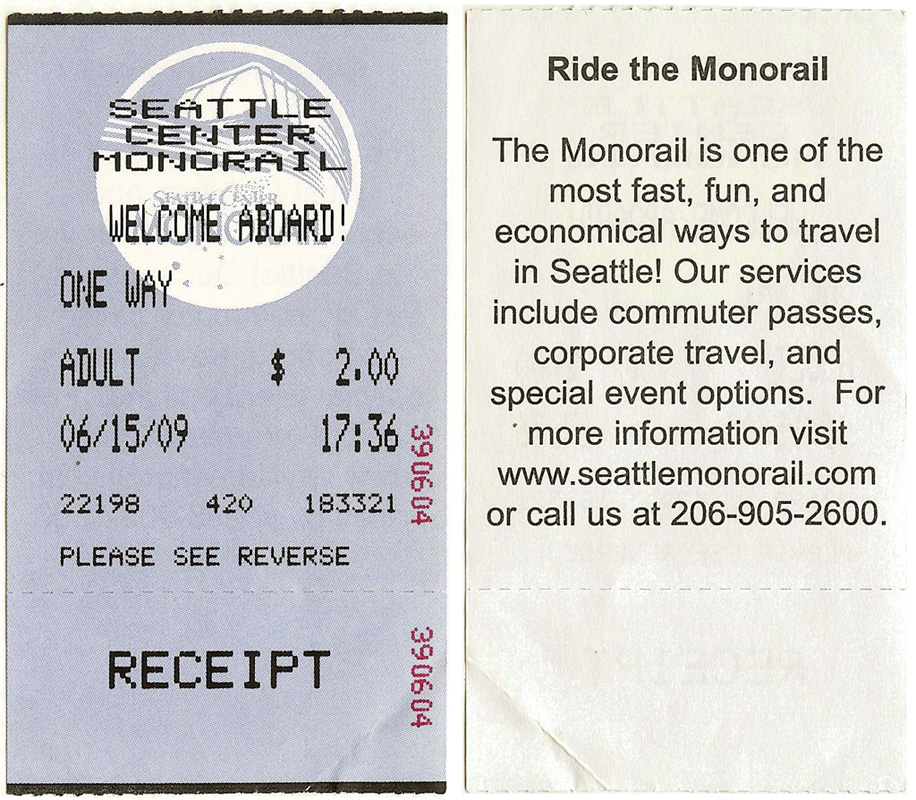 SEATTLE
CENTER
MONORAIL
SEATTLE CENTER
WELCOME ABOARD!
ONE WAY
ADULT $ 2.00
06/15/09 17:36
22198 420 183321
PLEASE SEE REVERSE
390604
RECEIPT
390604
Ride the Monorail
The Monorail is one of the
most fast, fun, and
economical ways to travel
in Seattle! Our services
include commuter passes,
corporate travel, and
special event options. For
more information visit
www.seattlemonorail.com
or call us at 206-905-2600.